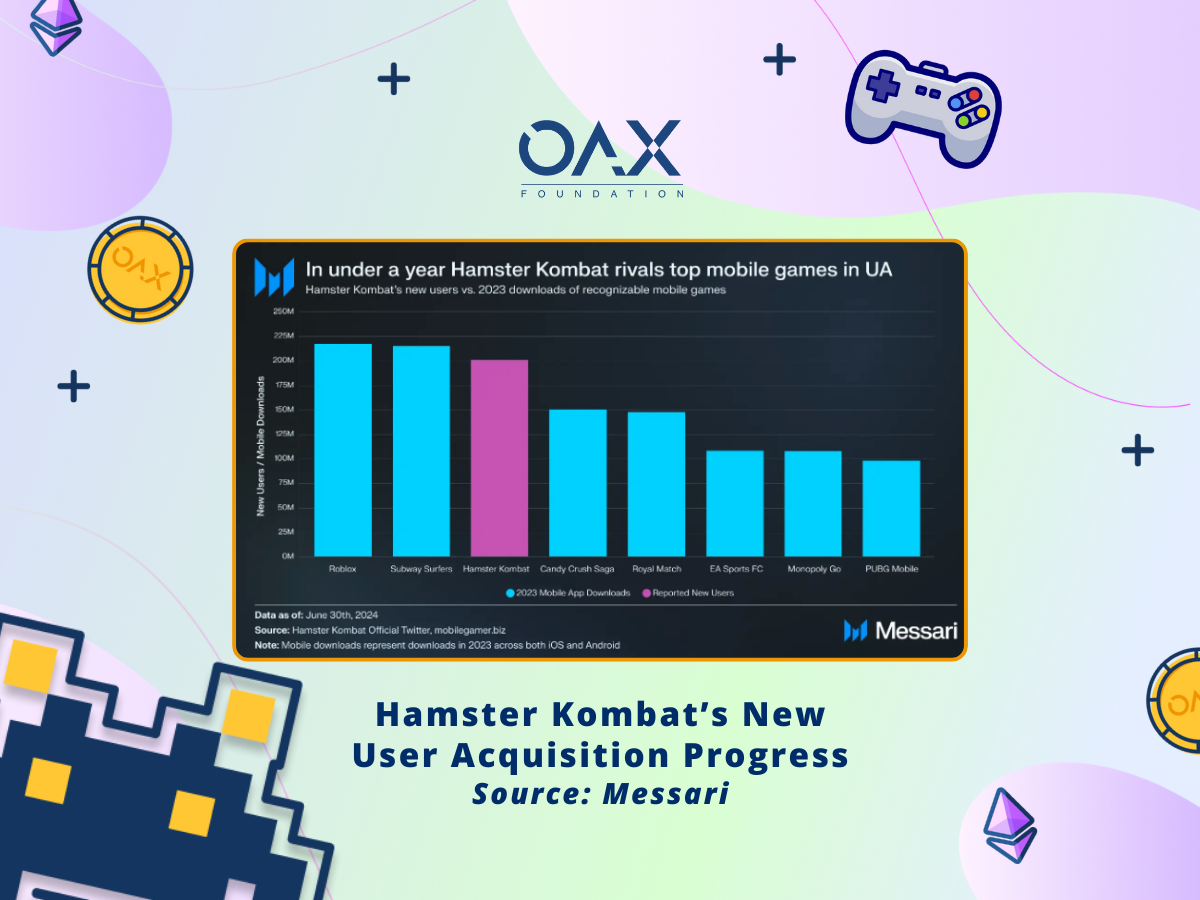 OAX
FOUNDATION
OAX
In under a year Hamster Kombat rivals top mobile games in UA
Hamster Kombat's new users vs. 2023 downloads of recognizable mobile games
New Users / Mobile Downloads
250M
225M
200M
175M
150M
125M
100M
75M
50M
25M
0M
Roblox Subway Surfers Hamster Kombat Candy Crush Saga Royal Match EA Sports FC Monopoly Go PUBG Mobile
2023 Mobile App Downloads Reported New Users
Data as of: June 30th, 2024
Source: Hamster Kombat Official Twitter, mobilegamer.biz
Note: Mobile downloads represent downloads in 2023 across both iOS and Android
Messari
Hamster Kombat’s New
User Acquisition Progress
Source: Messari
OA